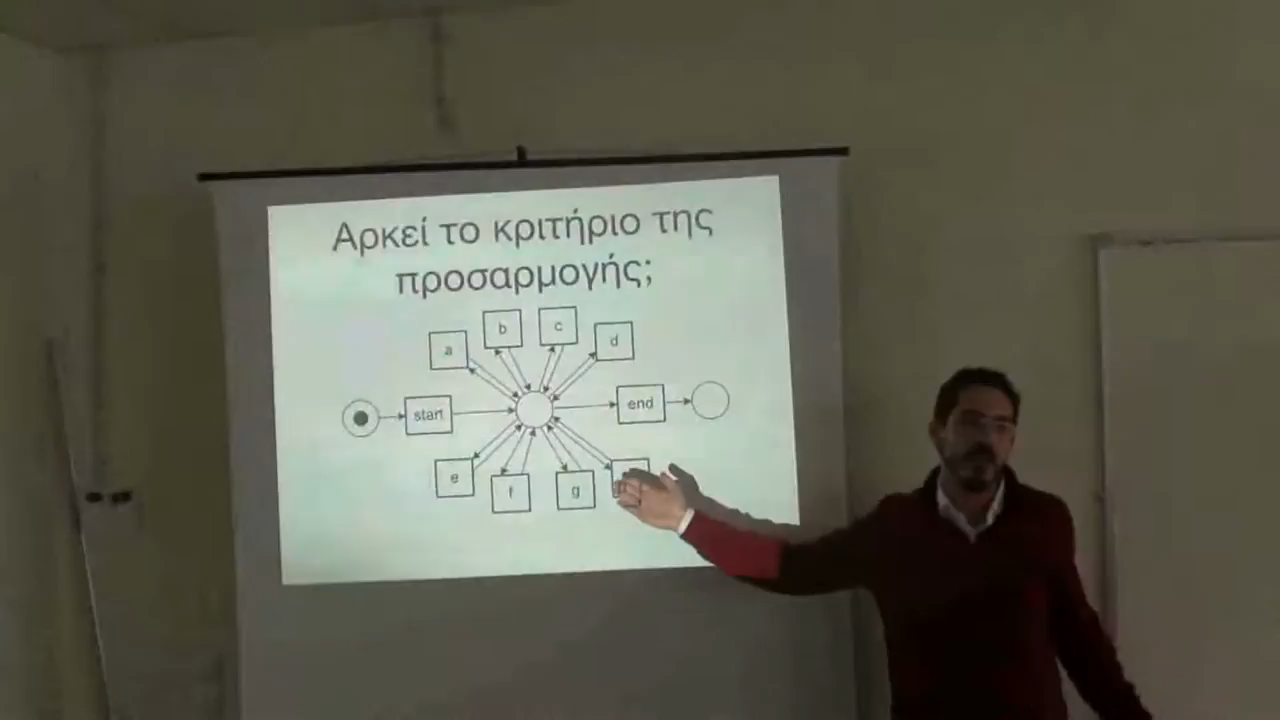 Αρκεί το κριτήριο της
προσαρμογής;
b c
a d
start end
e f g